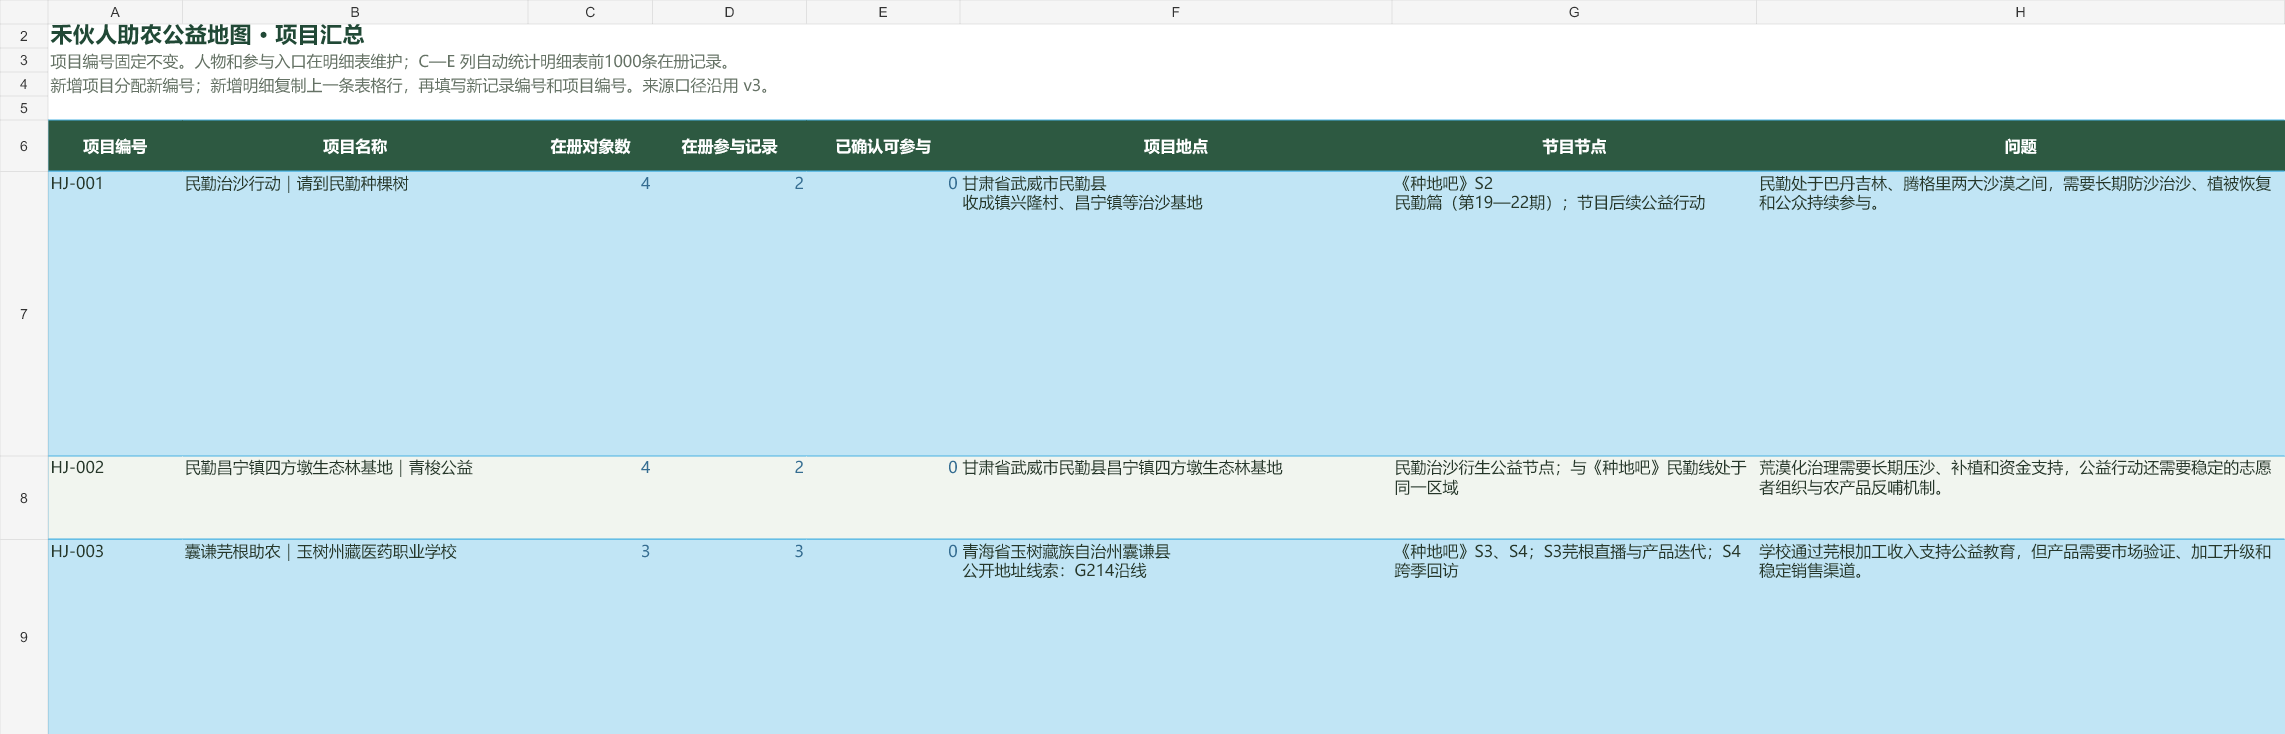 A B C D E F G H
2 禾伙人助农公益地图·项目汇总
3 项目编号固定不变。人物和参与入口在明细表维护；C—E 列自动统计明细表前1000条在册记录。
4 新增项目分配新编号；新增明细复制上一条表格行，再填写新记录编号和项目编号。来源口径沿用 v3。
5
6 项目编号 项目名称 在册对象数 在册参与记录 已确认可参与 项目地点 节目节点 问题
7
HJ-001 民勤治沙行动｜请到民勤种棵树 4 2 0 甘肃省武威市民勤县
收成镇兴隆村、昌宁镇等治沙基地
《种地吧》S2
民勤篇（第19—22期）；节目后续公益行动
民勤处于巴丹吉林、腾格里两大沙漠之间，需要长期防沙治沙、植被恢复
和公众持续参与。
8
HJ-002 民勤昌宁镇四方墩生态林基地｜青梭公益 4 2 0 甘肃省武威市民勤县昌宁镇四方墩生态林基地
民勤治沙衍生公益节点；与《种地吧》民勤线处于
同一区域
荒漠化治理需要长期压沙、补植和资金支持，公益行动还需要稳定的志愿
者组织与农产品反哺机制。
9
HJ-003 囊谦芫根助农｜玉树州藏医药职业学校 3 3 0 青海省玉树藏族自治州囊谦县
公开地址线索：G214沿线
《种地吧》S3、S4；S3芫根直播与产品迭代；S4
跨季回访
学校通过芫根加工收入支持公益教育，但产品需要市场验证、加工升级和
稳定销售渠道。